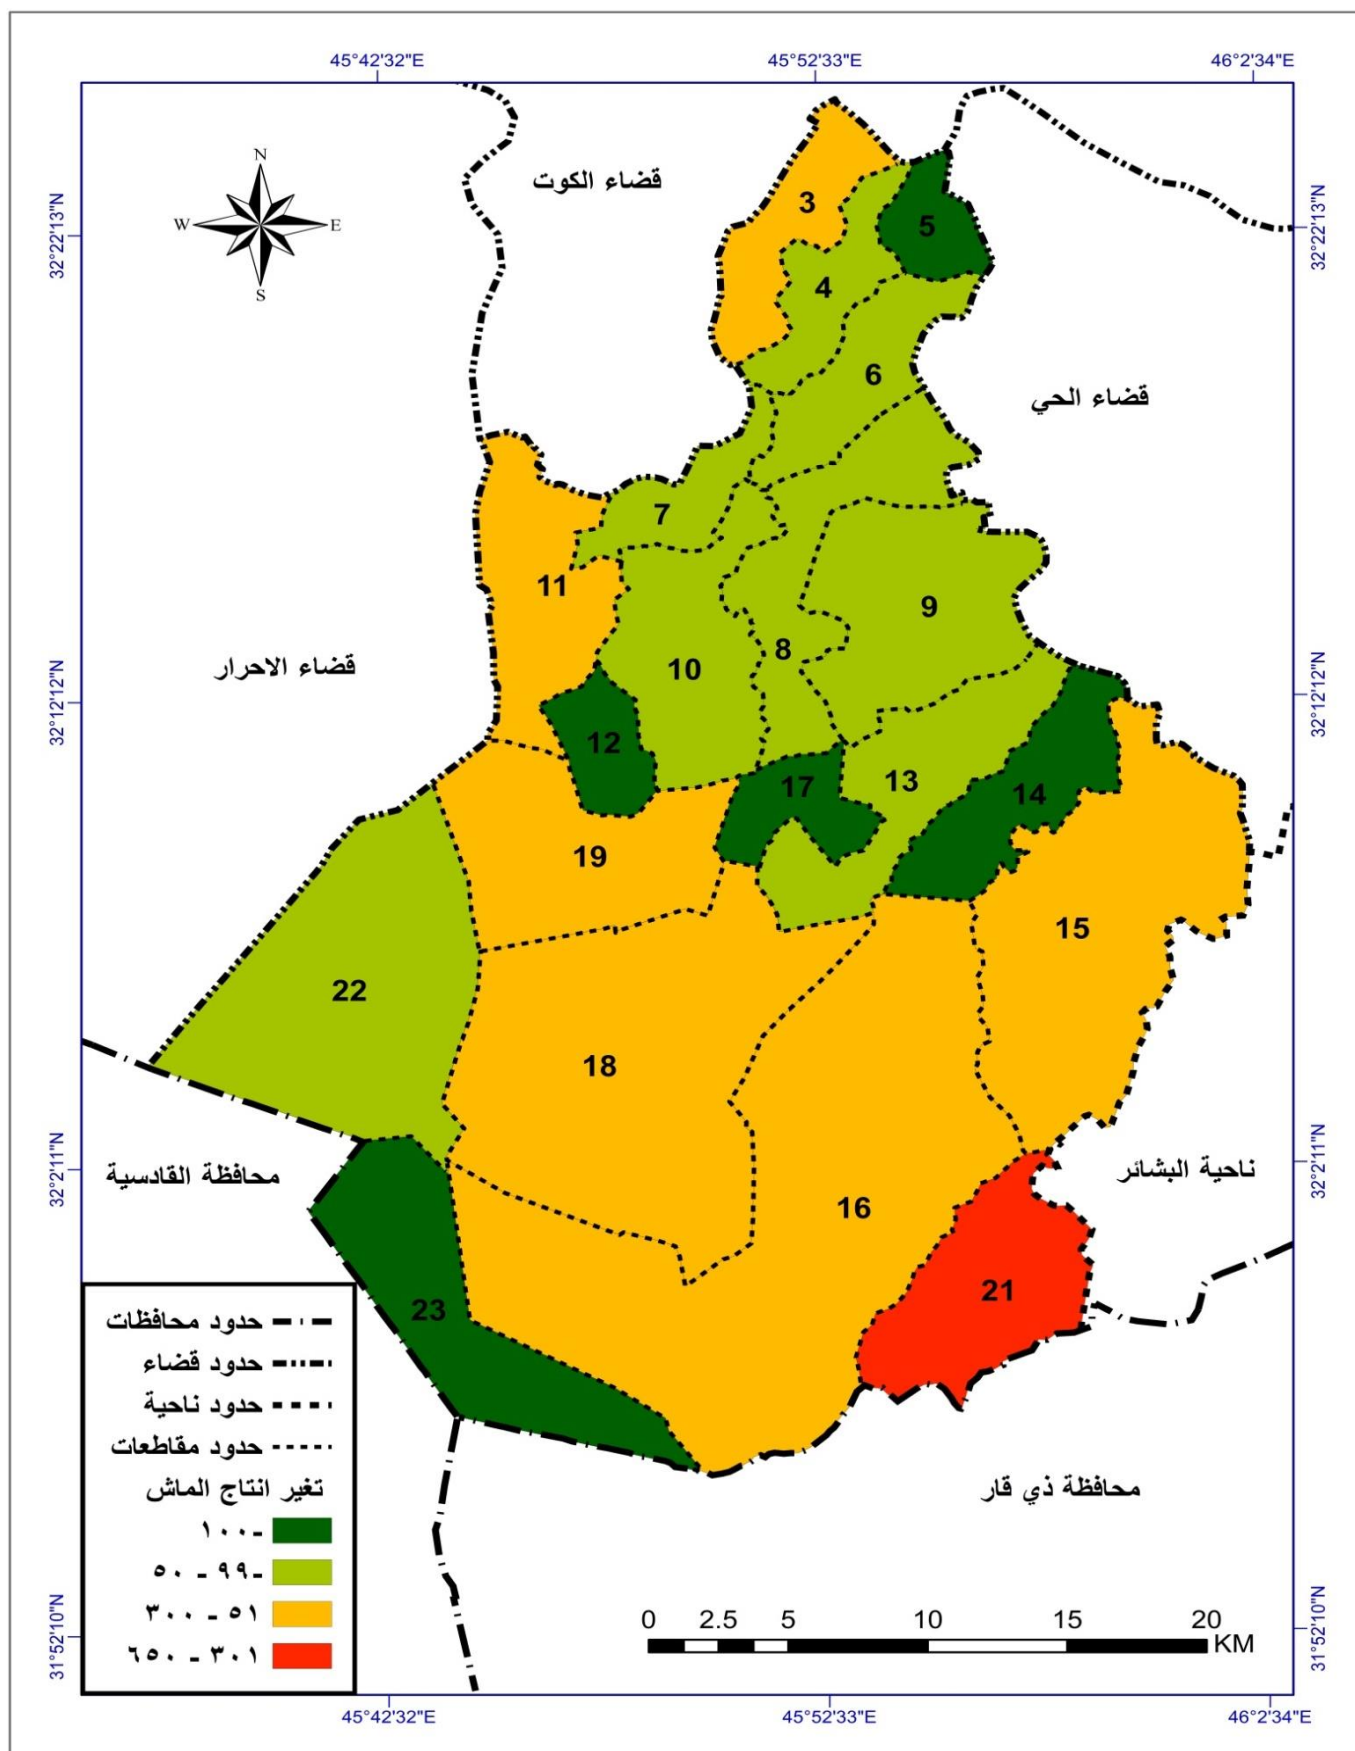 45°42'32"E 45°52'33"E 46°2'34"E
32°22'13"N 32°12'12"N 32°2'11"N 31°52'10"N
N
W E
S
قضاء الكوت
3
5
4
32°22'13"N
6
قضاء الحي
7
11
9
8
10
قضاء الاحرار
12
17
13
14
19
15
22
18
ناحية البشائر
محافظة القادسية
16
21
23
محافظة ذي قار
حدود محافظات
حدود قضاء
حدود ناحية
حدود مقاطعات
تغير انتاج الماش
-١٠٠
-٩٩ - ٥٠
٥١ - ٣٠٠
٣٠١ - ٦٥٠
0 2.5 5 10 15 20
KM
32°12'12"N 32°2'11"N 31°52'10"N
45°42'32"E 45°52'33"E 46°2'34"E